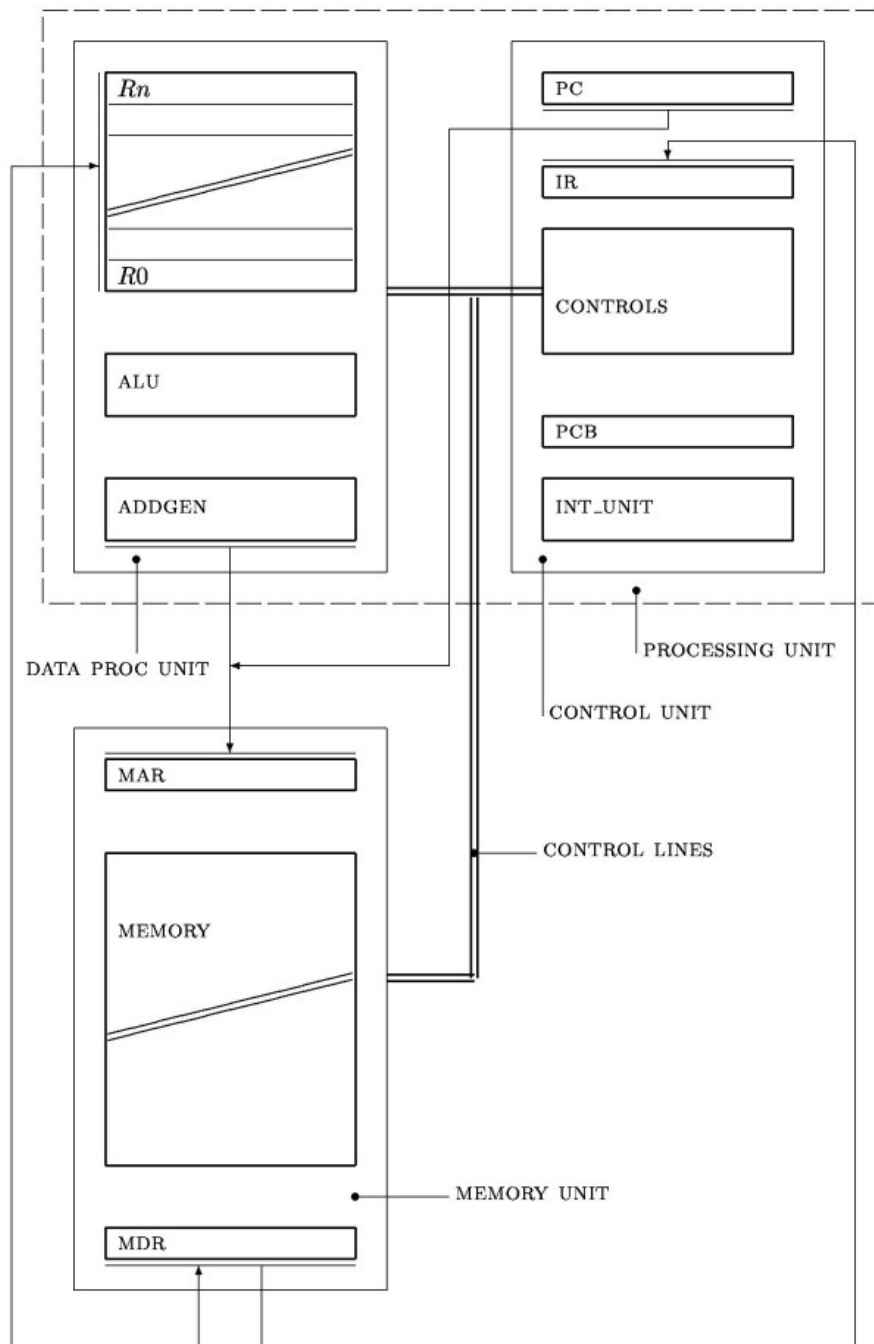 Rn
R0
ALU
ADDGEN
DATA PROC UNIT
PC
IR
CONTROLS
PCB
INT_UNIT
PROCESSING UNIT
CONTROL UNIT
MAR
MEMORY
CONTROL LINES
MEMORY UNIT
MDR